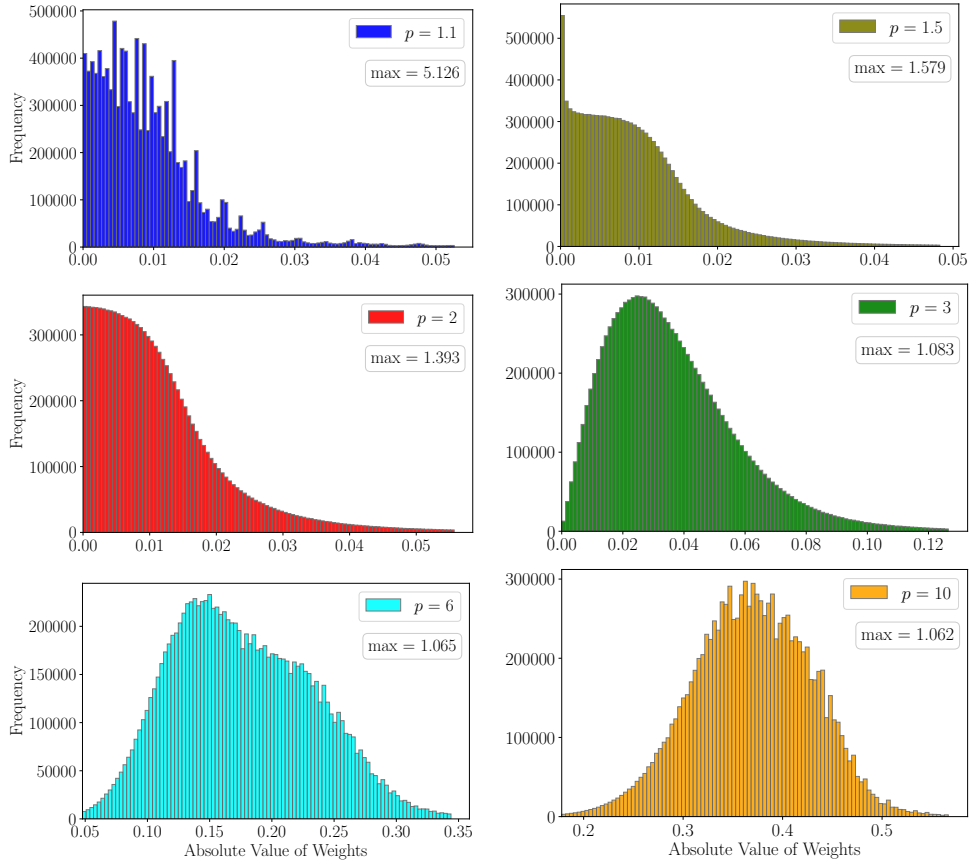 p = 1.1
max = 5.126
Frequency
500000
400000
300000
200000
100000
0
0.00 0.01 0.02 0.03 0.04 0.05
p = 1.5
max = 1.579
500000
400000
300000
200000
100000
0
0.00 0.01 0.02 0.03 0.04 0.05
p = 2
max = 1.393
Frequency
300000
200000
100000
0
0.00 0.01 0.02 0.03 0.04 0.05
p = 3
max = 1.083
300000
200000
100000
0
0.00 0.02 0.04 0.06 0.08 0.10 0.12
p = 6
max = 1.065
Frequency
200000
150000
100000
50000
0
0.05 0.10 0.15 0.20 0.25 0.30 0.35
Absolute Value of Weights
p = 10
max = 1.062
300000
200000
100000
0
0.2 0.3 0.4 0.5
Absolute Value of Weights